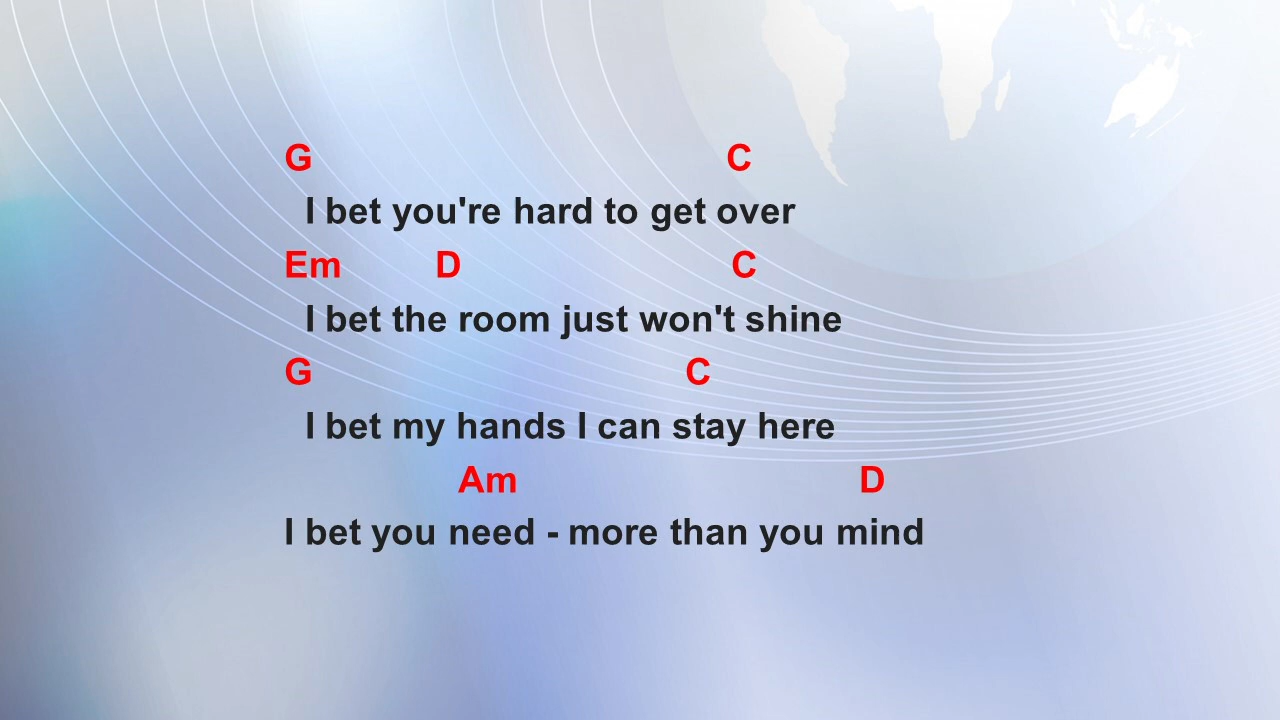 G C
I bet you're hard to get over
Em D C
I bet the room just won't shine
G C
I bet my hands I can stay here
Am D
I bet you need - more than you mind